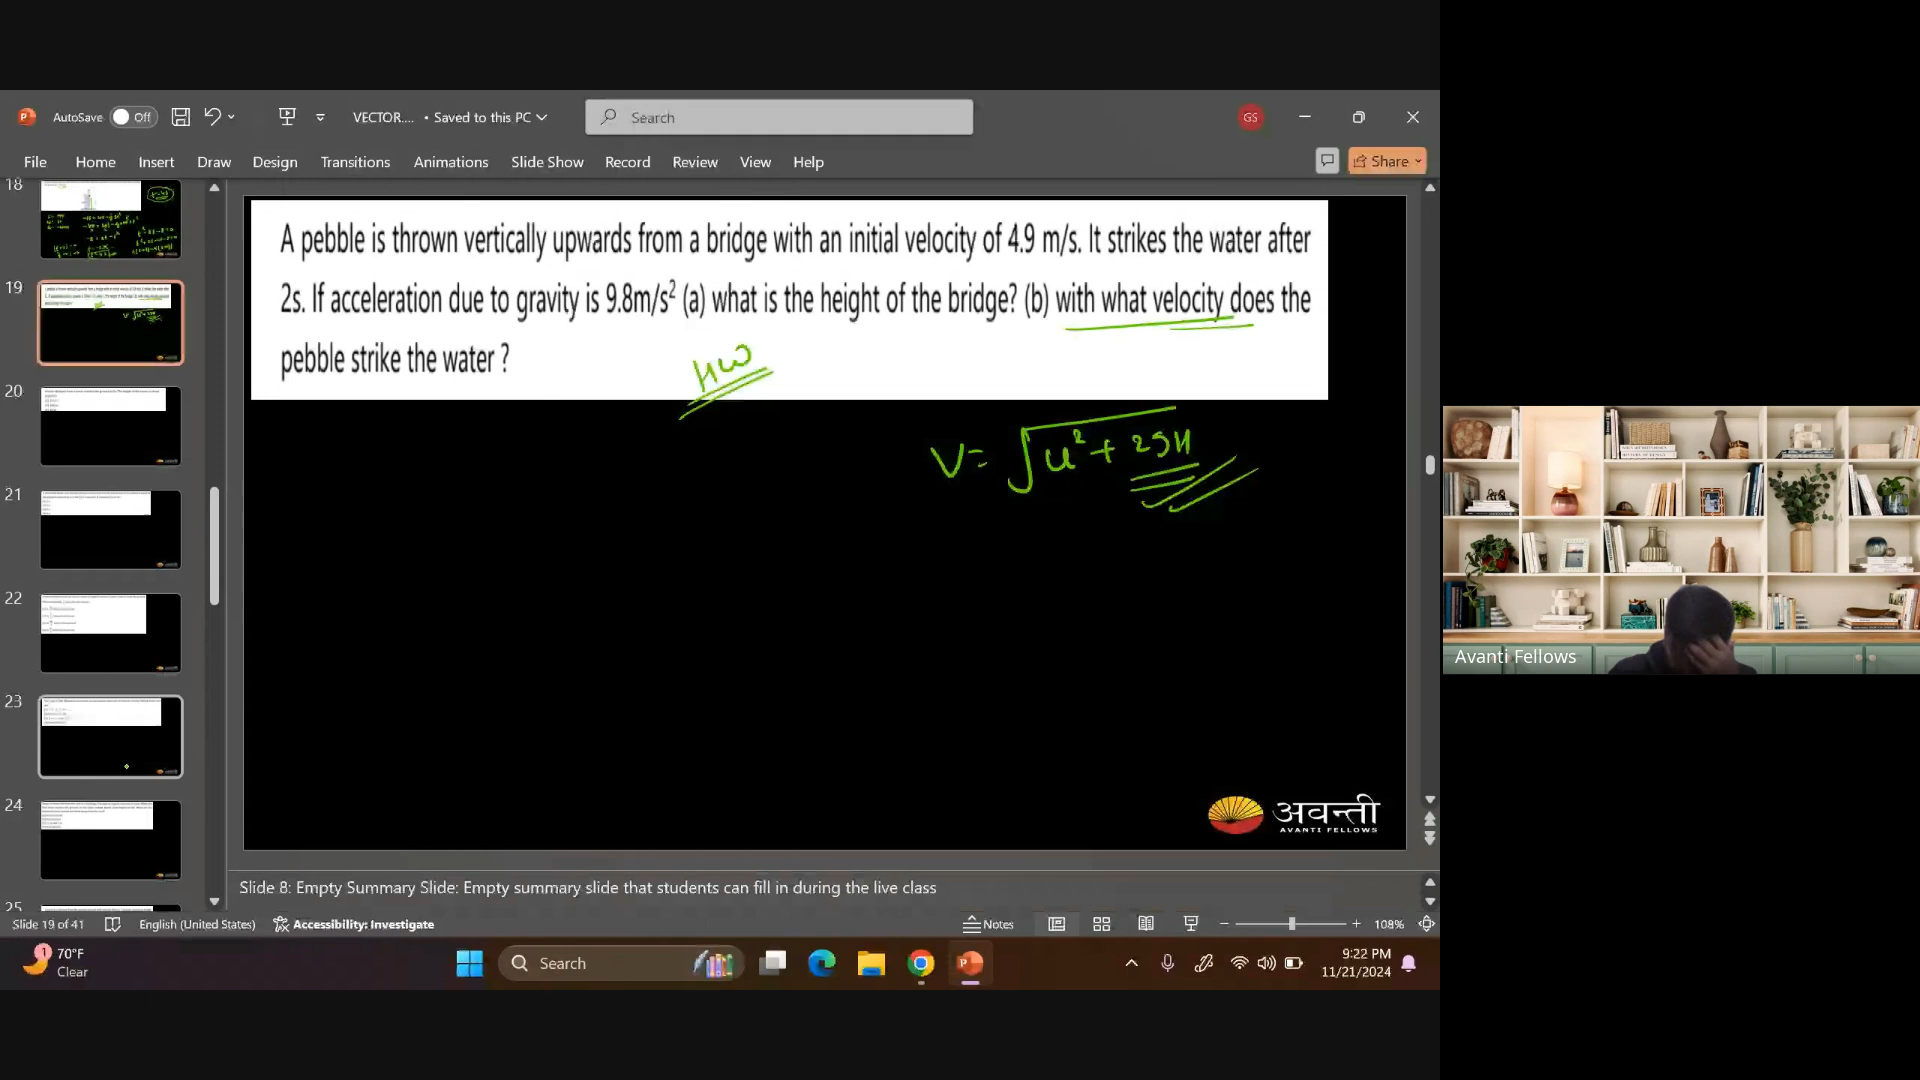 AutoSave Off VECTOR.... • Saved to this PC Search GS
File Home Insert Draw Design Transitions Animations Slide Show Record Review View Help Share
18
19
20
21
22
23
24
25
A pebble is thrown vertically upwards from a bridge with an initial velocity of 4.9 m/s. It strikes the water after
2s. If acceleration due to gravity is 9.8m/s² (a) what is the height of the bridge? (b) with what velocity does the
pebble strike the water ?
HW
V= √u²+2gH
अवन्ती
AVANTI FELLOWS
Avanti Fellows
Slide 8: Empty Summary Slide: Empty summary slide that students can fill in during the live class
Slide 19 of 41 English (United States) Accessibility: Investigate Notes 108%
1 70°F
Clear
Search
9:22 PM
11/21/2024